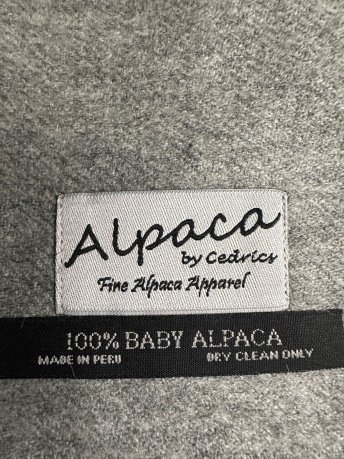 Alpaca
by Cedrics
Fine Alpaca Apparel
100% BABY ALPACA
MADE IN PERU DRY CLEAN ONLY